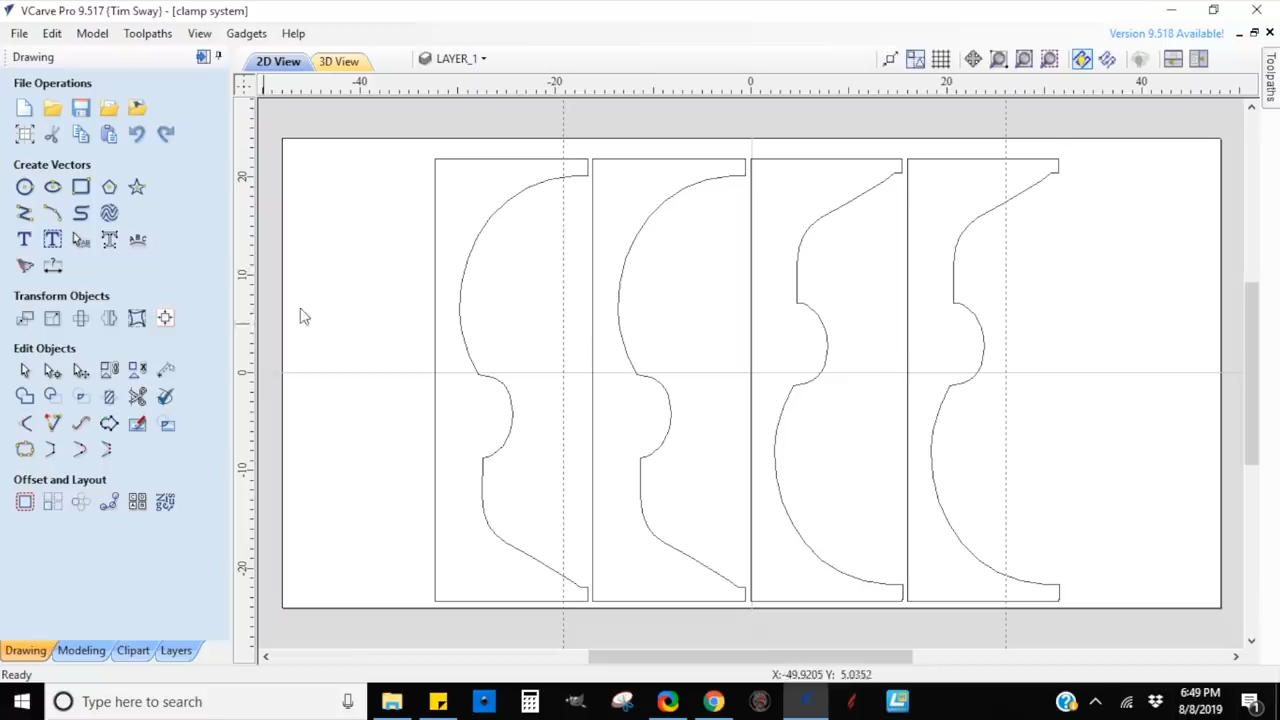 VCarve Pro 9.517 {Tim Sway} - [clamp system]
File Edit Model Toolpaths View Gadgets Help
Version 9.518 Available!
Drawing
2D View
3D View
LAYER_1
Toolpaths
File Operations
Create Vectors
Transform Objects
Edit Objects
Offset and Layout
-40 -20 0 20 40
20
10
0
-10
-20
Drawing Modeling Clipart Layers
Ready
X:-49.9205 Y: 5.0352
Type here to search
6:49 PM
8/8/2019